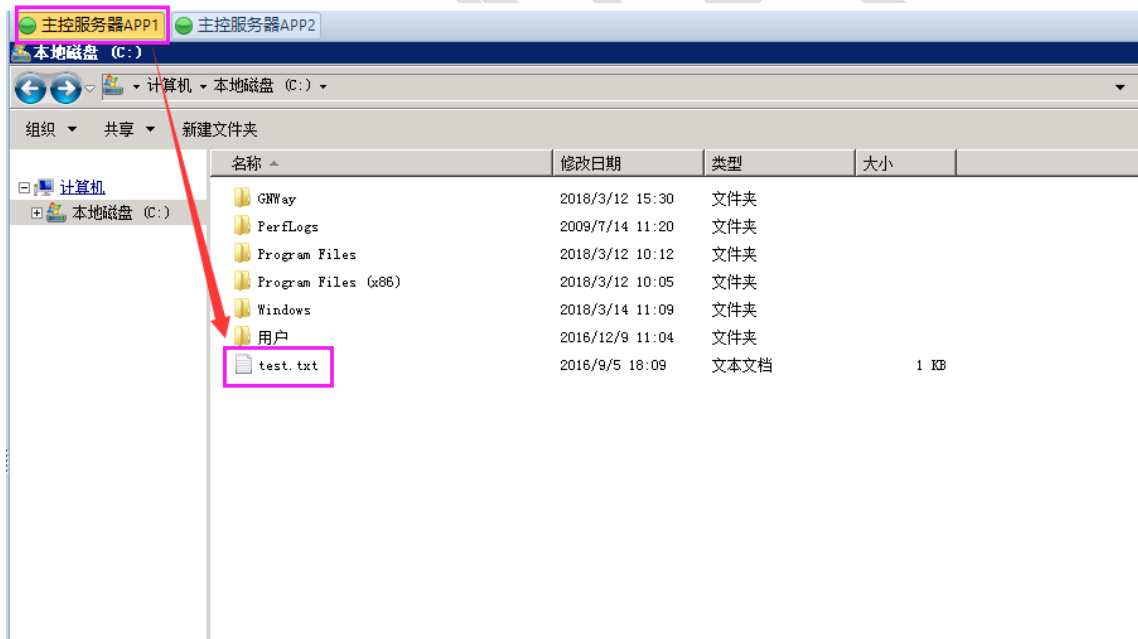 主控服务器APP1 主控服务器APP2
本地磁盘 (C:)
计算机 本地磁盘 (C:)
组织 共享 新建文件夹
名称 修改日期 类型 大小
计算机
本地磁盘 (C:)
GNWay 2018/3/12 15:30 文件夹
PerfLogs 2009/7/14 11:20 文件夹
Program Files 2018/3/12 10:12 文件夹
Program Files (x86) 2018/3/12 10:05 文件夹
Windows 2018/3/14 11:09 文件夹
用户 2016/12/9 11:04 文件夹
test.txt 2016/9/5 18:09 文本文档 1 KB